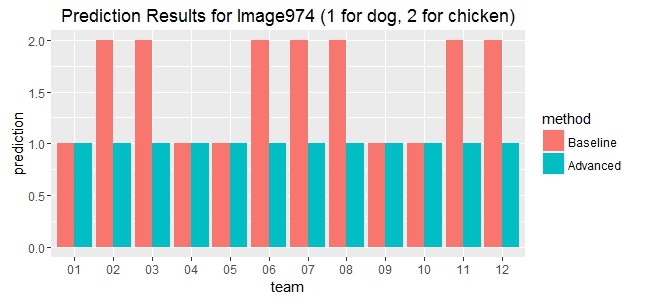 Prediction Results for Image974 (1 for dog, 2 for chicken)
2.0
1.5
1.0
0.5
0.0
prediction
01 02 03 04 05 06 07 08 09 10 11 12
team
method
Baseline
Advanced